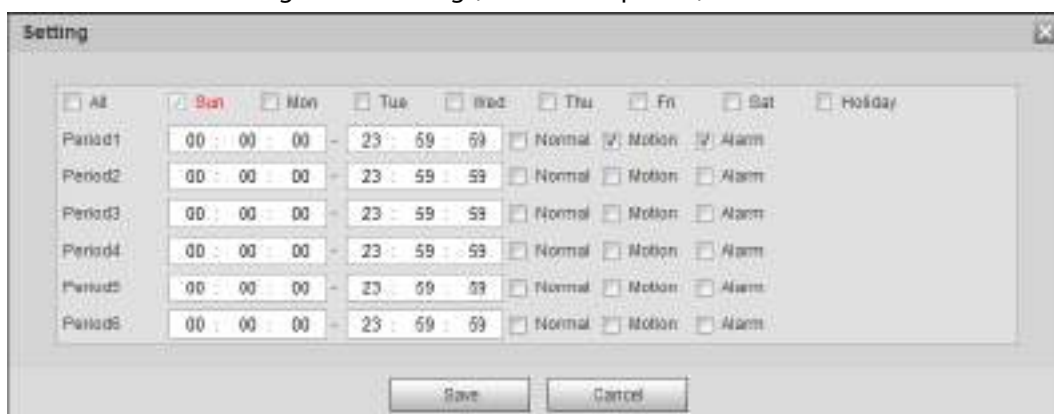 Setting
All Sun Mon Tue Wed Thu Fri Sat Holiday
Period1 00 : 00 : 00 - 23 : 59 : 59 Normal Motion Alarm
Period2 00 : 00 : 00 - 23 : 59 : 59 Normal Motion Alarm
Period3 00 : 00 : 00 - 23 : 59 : 59 Normal Motion Alarm
Period4 00 : 00 : 00 - 23 : 59 : 59 Normal Motion Alarm
Period5 00 : 00 : 00 - 23 : 59 : 59 Normal Motion Alarm
Period6 00 : 00 : 00 - 23 : 59 : 59 Normal Motion Alarm
Save Cancel